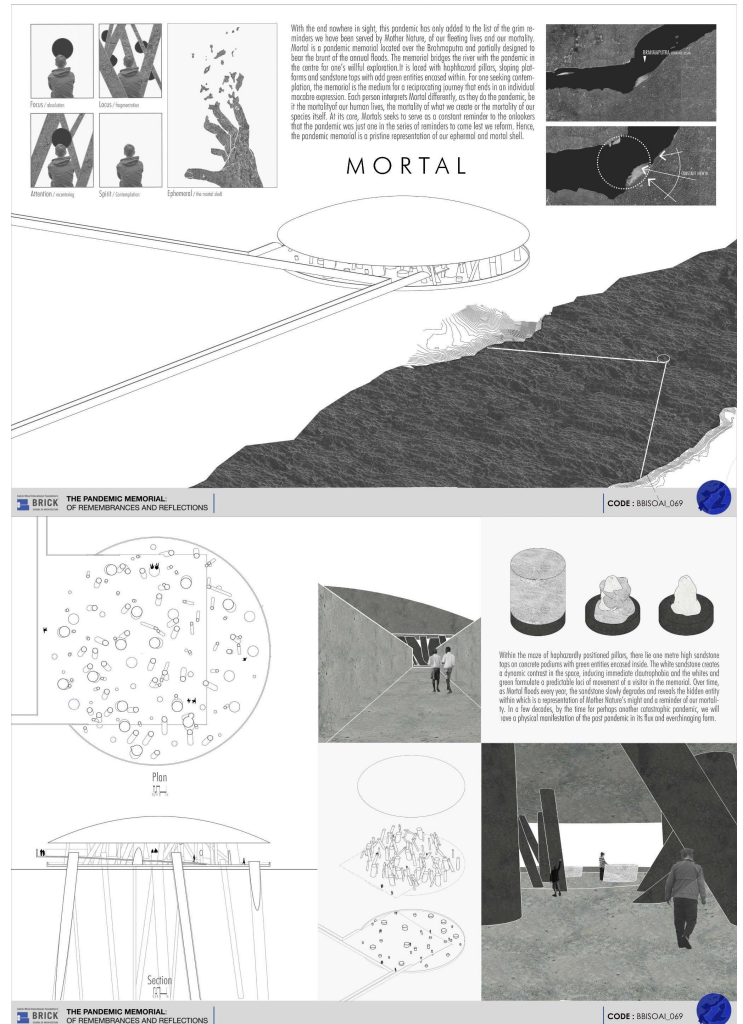 With the end nowhere in sight, this pandemic has only added to the list of the grim re-
minders we have been served by Mother Nature, of our fleeting lives and our mortality.
Mortal is a pandemic memorial located over the Brahmaputra and partially designed to
bear the brunt of the annual floods. The memorial bridges the river with the pandemic in
the centre for one's willful exploration.It is laced with haphhazard pillars, sloping plat-
forms and sandstone tops with odd green entities encased within. For one seeking contem-
plation, the memorial is the medium for a reciprocating journey that ends in an individual
macabre expression. Each person interprets Mortal differently, as they do the pandemic, be
it the mortalityof our human lives, the mortality of what we create or the mortality of our
species itself. At its core, Mortals seeks to serve as a constant reminder to the onlookers
that the pandemic was just one in the series of reminders to come lest we reform. Hence,
the pandemic memorial is a pristine representation of our ephermal and mortal shell.
Focus / absolution
Locus / fragmentation
Attention / recentering
Spirit / Contemplation
Ephemeral / the mortal shell
MORTAL
BRAHMAPUTRA
BRICK
THE PANDEMIC MEMORIAL:
OF REMEMBRANCES AND REFLECTIONS
CODE : BBISOAI_069
Plan
Section
Within the maze of haphazardly positioned pillars, there lie one metre high sandstone
tops on concrete podiums with green entities encased inside. The white sandstone creates
a dynamic contrast in the space, inducing immediate clautrophobia and the whites and
green formulate a predictable loci of movement of a visitor in the memorial. Over time,
as Mortal floods every year, the sandstone slowly degrades and reveals the hidden entity
within which is a representation of Mother Nature's might and a reminder of our mortali-
ty. In a few decades, by the time for perhaps another catastrophic pandemic, we will
have a physical manifestation of the past pandemic in its flux and everchinaging form.
BRICK
THE PANDEMIC MEMORIAL:
OF REMEMBRANCES AND REFLECTIONS
CODE : BBISOAI_069